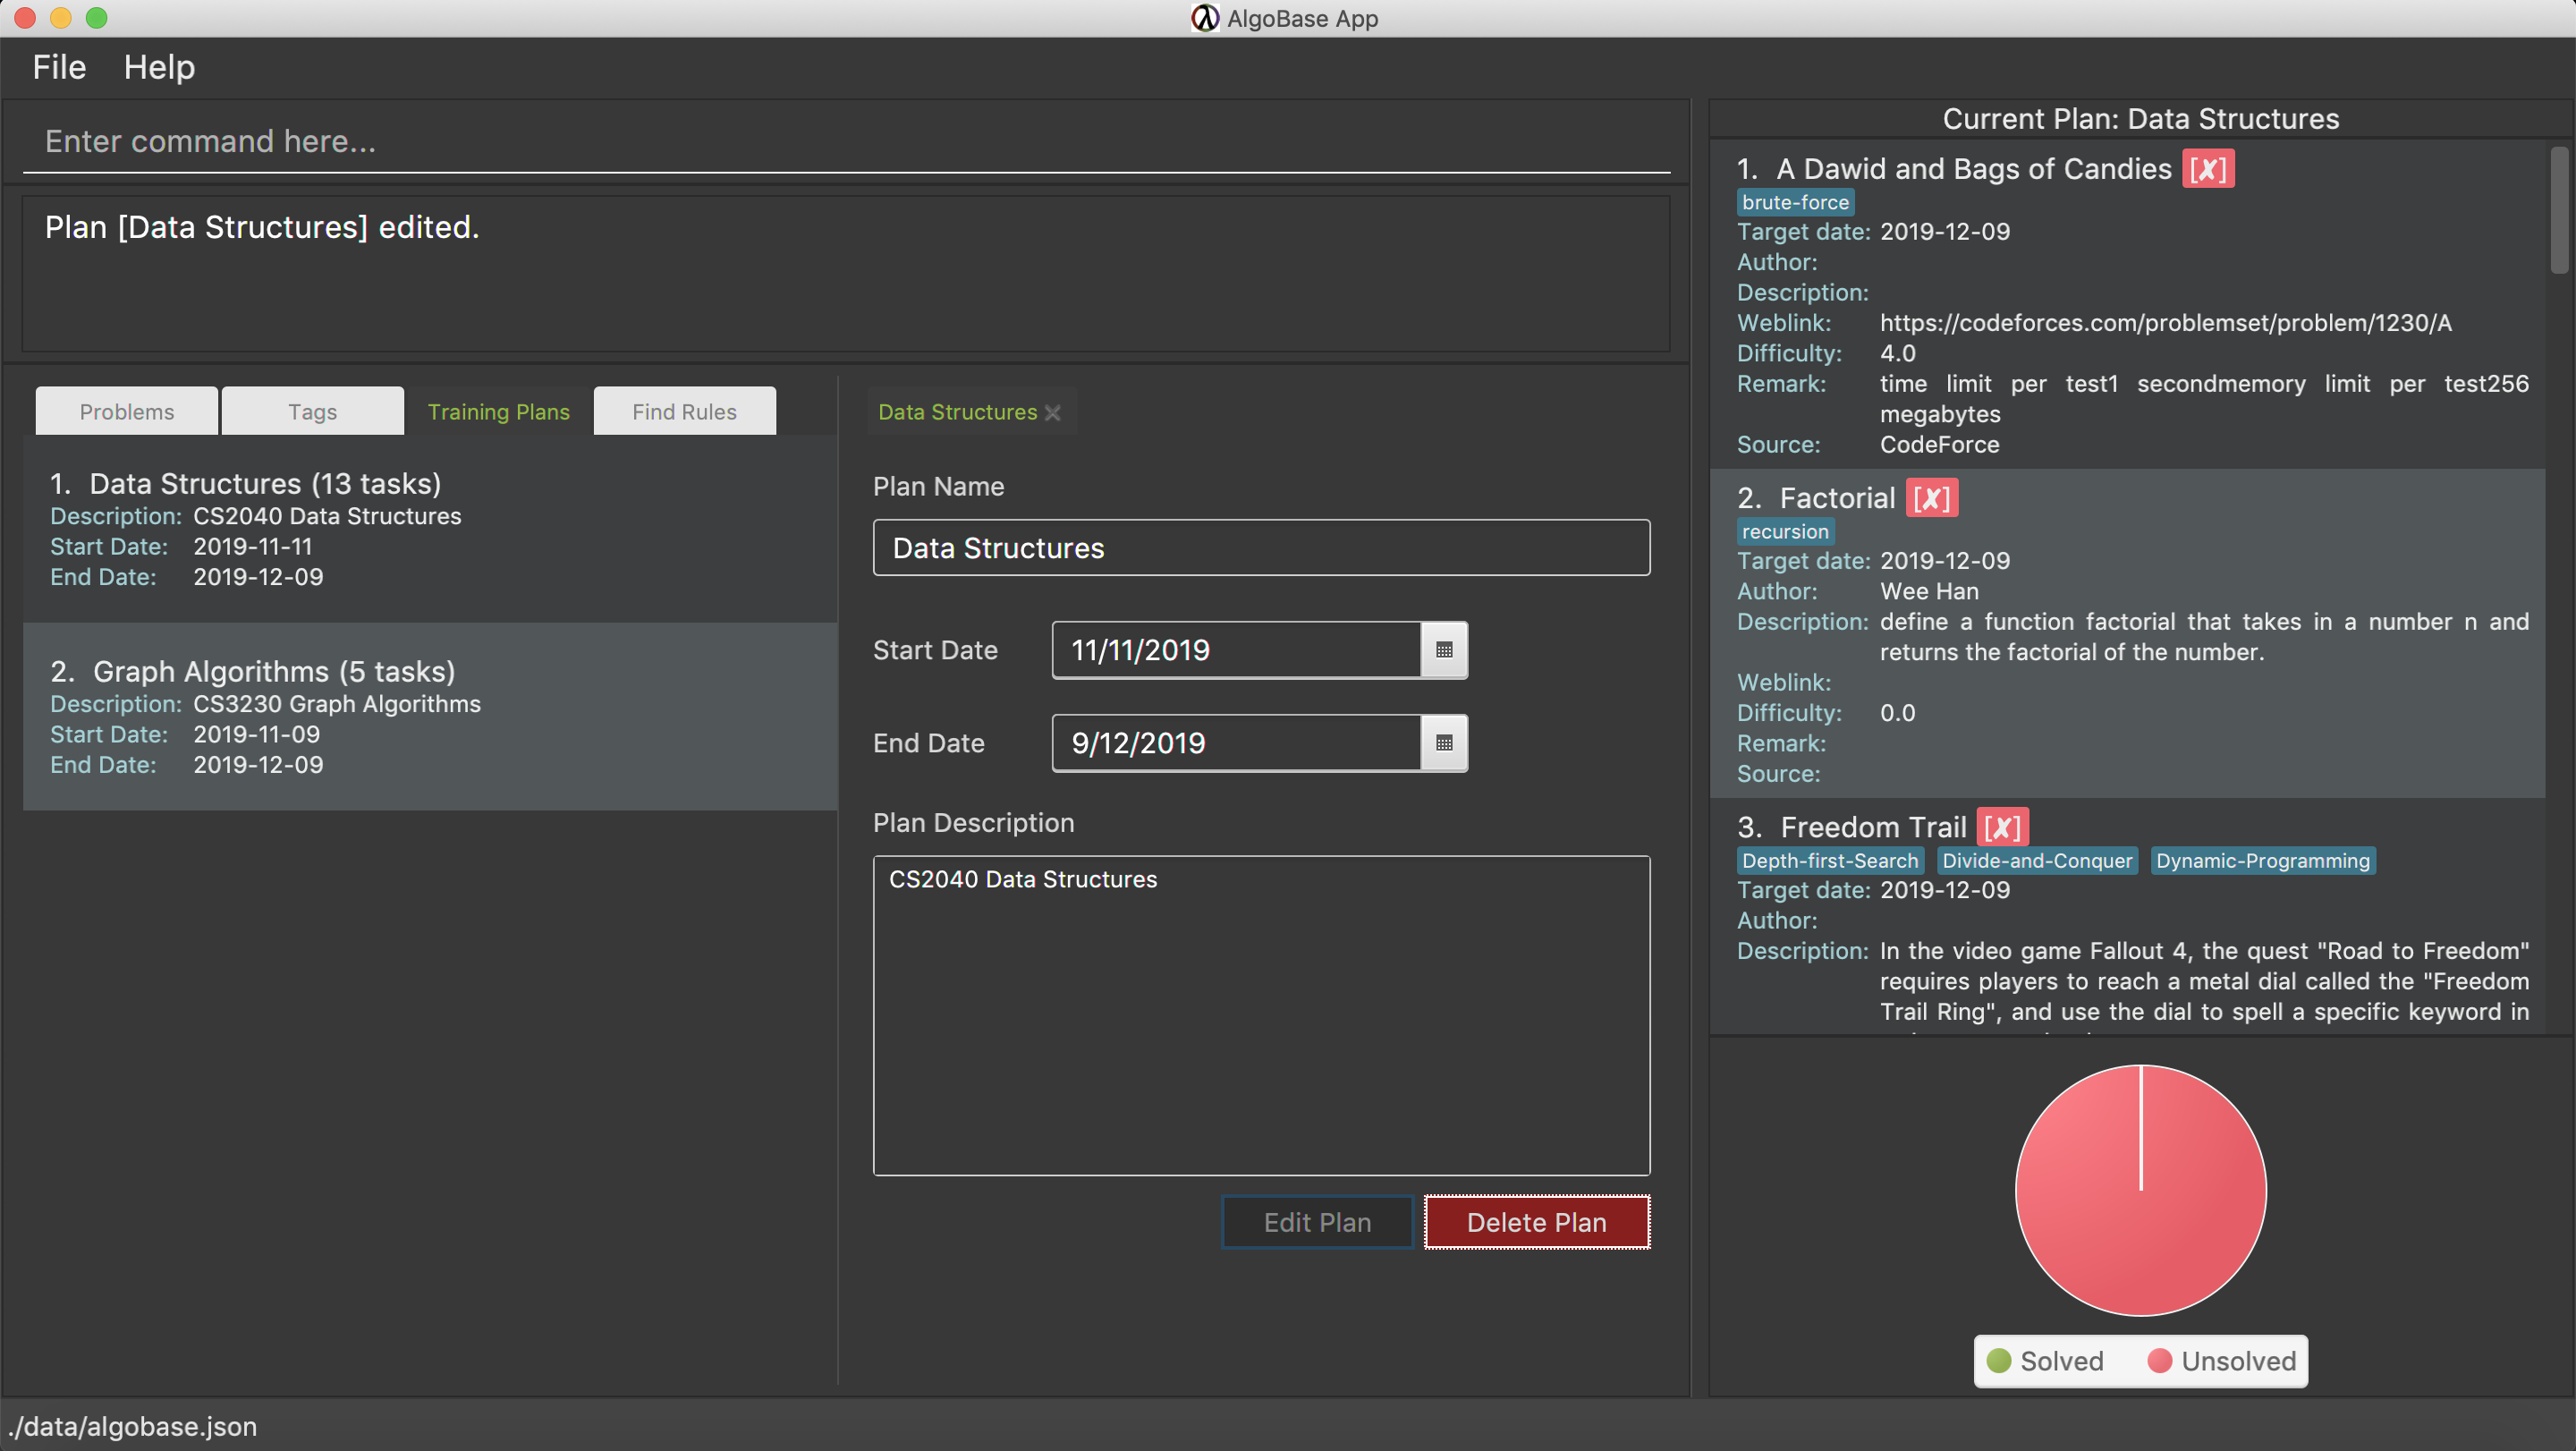 AlgoBase App
File Help
Enter command here...
Plan [Data Structures] edited.
Problems Tags Training Plans Find Rules
1. Data Structures (13 tasks)
Description: CS2040 Data Structures
Start Date: 2019-11-11
End Date: 2019-12-09
2. Graph Algorithms (5 tasks)
Description: CS3230 Graph Algorithms
Start Date: 2019-11-09
End Date: 2019-12-09
Data Structures
Plan Name
Data Structures
Start Date 11/11/2019
End Date 9/12/2019
Plan Description
CS2040 Data Structures
Edit Plan Delete Plan
Current Plan: Data Structures
1. A Dawid and Bags of Candies [✗]
brute-force
Target date: 2019-12-09
Author:
Description:
Weblink: https://codeforces.com/problemset/problem/1230/A
Difficulty: 4.0
Remark: time limit per test1 secondmemory limit per test256
megabytes
Source: CodeForce
2. Factorial [✗]
recursion
Target date: 2019-12-09
Author: Wee Han
Description: define a function factorial that takes in a number n and
returns the factorial of the number.
Weblink:
Difficulty: 0.0
Remark:
Source:
3. Freedom Trail [✗]
Depth-first-Search Divide-and-Conquer Dynamic-Programming
Target date: 2019-12-09
Author:
Description: In the video game Fallout 4, the quest "Road to Freedom"
requires players to reach a metal dial called the "Freedom
Trail Ring", and use the dial to spell a specific keyword in
Solved Unsolved
./data/algobase.json